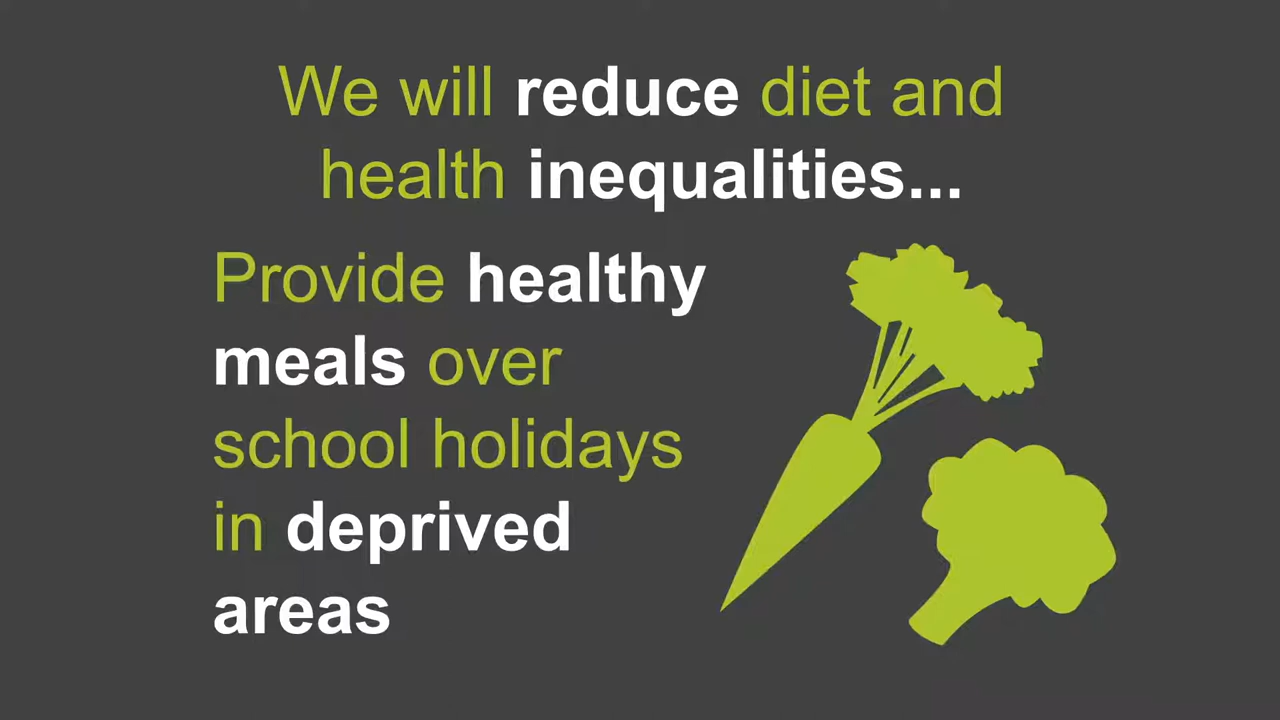 We will reduce diet and
health inequalities...
Provide healthy
meals over
school holidays
in deprived
areas